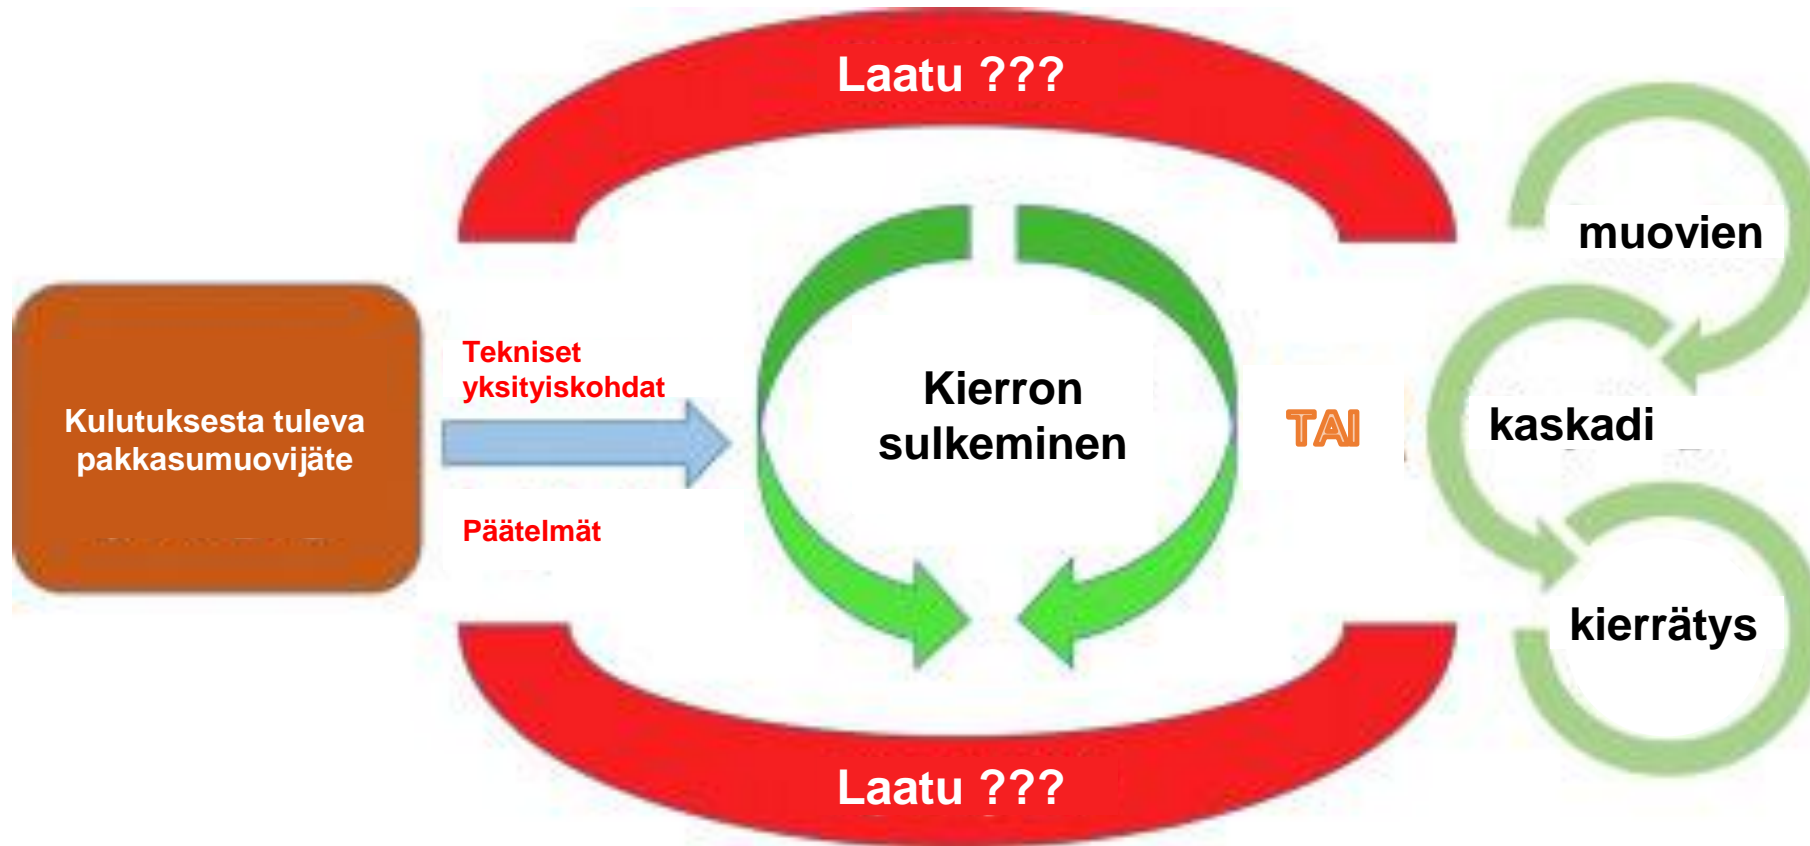 Laatu ???
muovien
Tekniset
yksityiskohdat
Kulutuksesta tuleva
pakkasumuovijäte
Kierron
sulkeminen
TAI
kaskadi
Päätelmät
kierrätys
Laatu ???